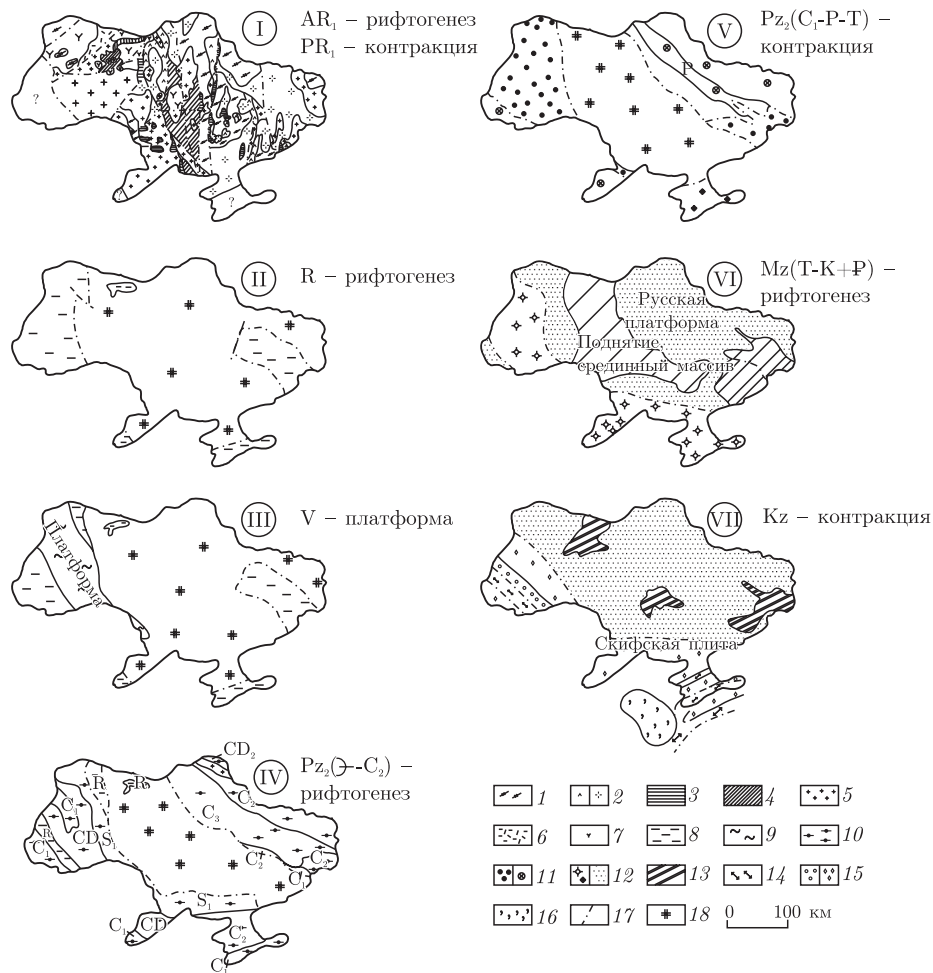 I
AR₁ – рифтогенез
PR₁ – контракция
?
?
?
II
R – рифтогенез
III
V – платформа
Платформа
IV
Pz₂(Ꞓ-C₂) –
рифтогенез
CD₂
R
R
R
C₁
CD
S₁
C₁
C₃
C₂
C₂
C₂
C₁
S₁
C₁
CD
C₂
C₁
V
Pz₂(C₁-P-T) –
контракция
P
VI
Mz(T-K+₽) –
рифтогенез
Русская
платформа
Поднятие
срединный массив
VII
Kz – контракция
Скифская плита
1 2 3 4 5
6 7 8 9 10
11 12 13 14 15
16 17 18 0 100 км